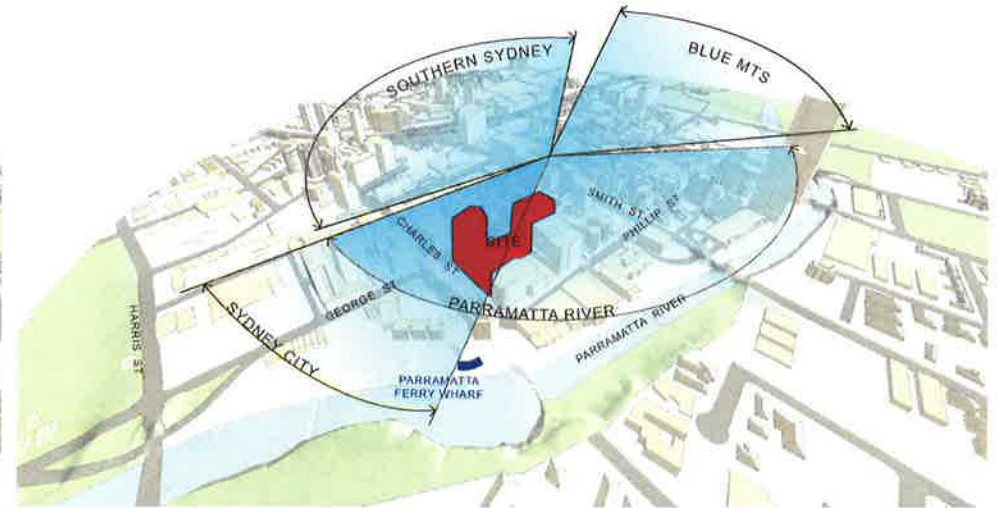 SOUTHERN SYDNEY
BLUE MTS
SMITH ST
PHILLIP ST
CHARLES ST
SITE
GEORGE ST
PARRAMATTA RIVER
PARRAMATTA RIVER
HARRIS ST
SYDNEY CITY
PARRAMATTA
FERRY WHARF